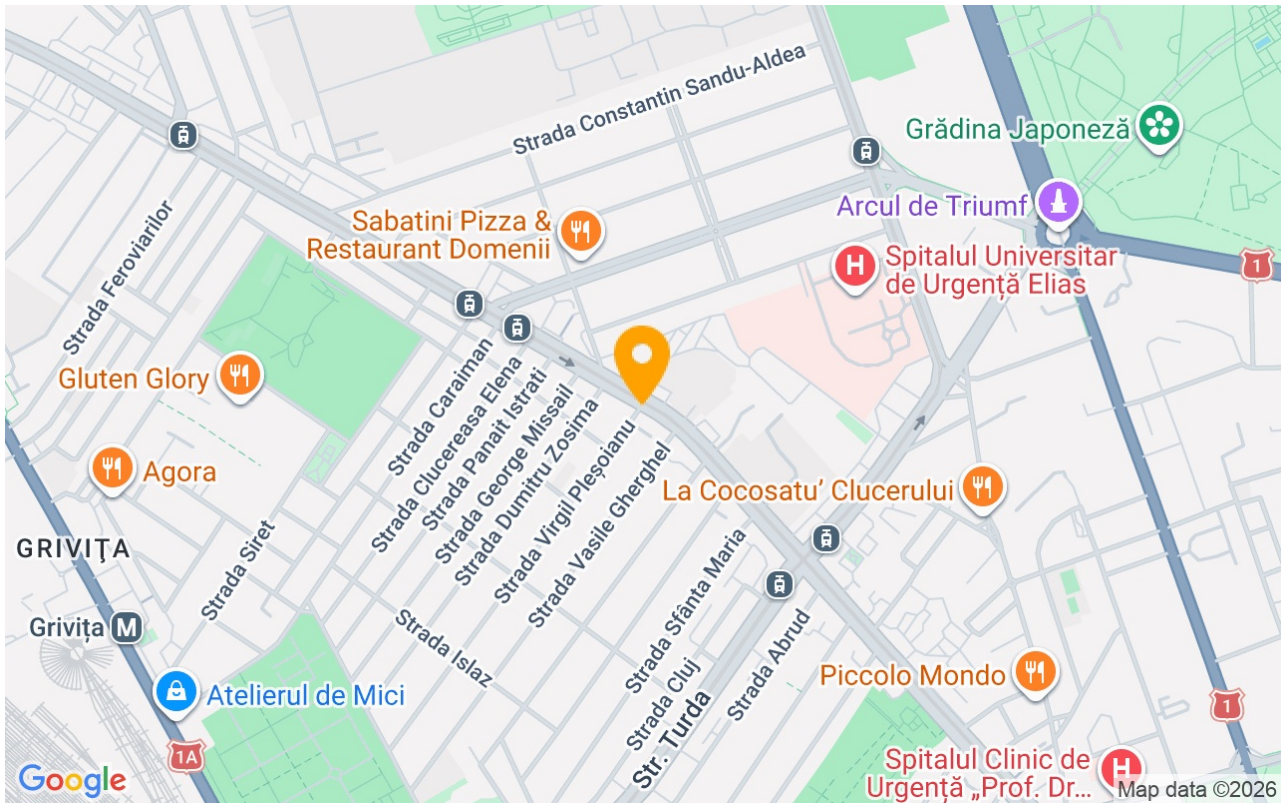 Strada Constantin Sandu-Aldea
Grădina Japoneză
Arcul de Triumf
Sabatini Pizza &
Restaurant Domenii
Spitalul Universitar
de Urgență Elias
H
1
Strada Feroviarilor
Gluten Glory
Strada Caraiman
Strada Clucereasa Elena
Strada Panait Istrati
Strada George Missail
Strada Dumitru Zosima
Strada Virgil Pleșoianu
Strada Vasile Gherghel
Agora
La Cocosatu' Clucerului
GRIVIŢA
Strada Siret
Grivița
M
Strada Islaz
Strada Sfânta Maria
Strada Cluj
Str. Turda
Strada Abrud
Atelierul de Mici
Piccolo Mondo
1
1A
Spitalul Clinic de
Urgență „Prof. Dr...
H
Google
Map data ©2026